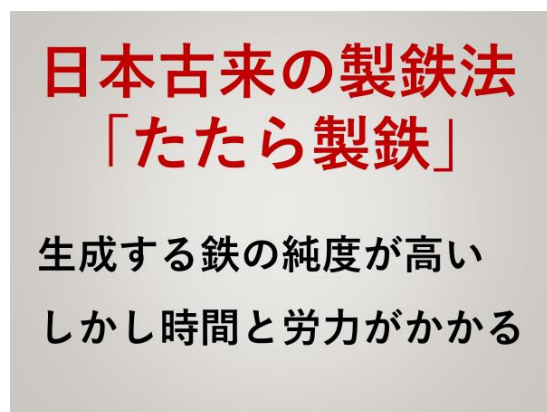 日本古来の製鉄法
「たたら製鉄」
生成する鉄の純度が高い
しかし時間と労力がかかる